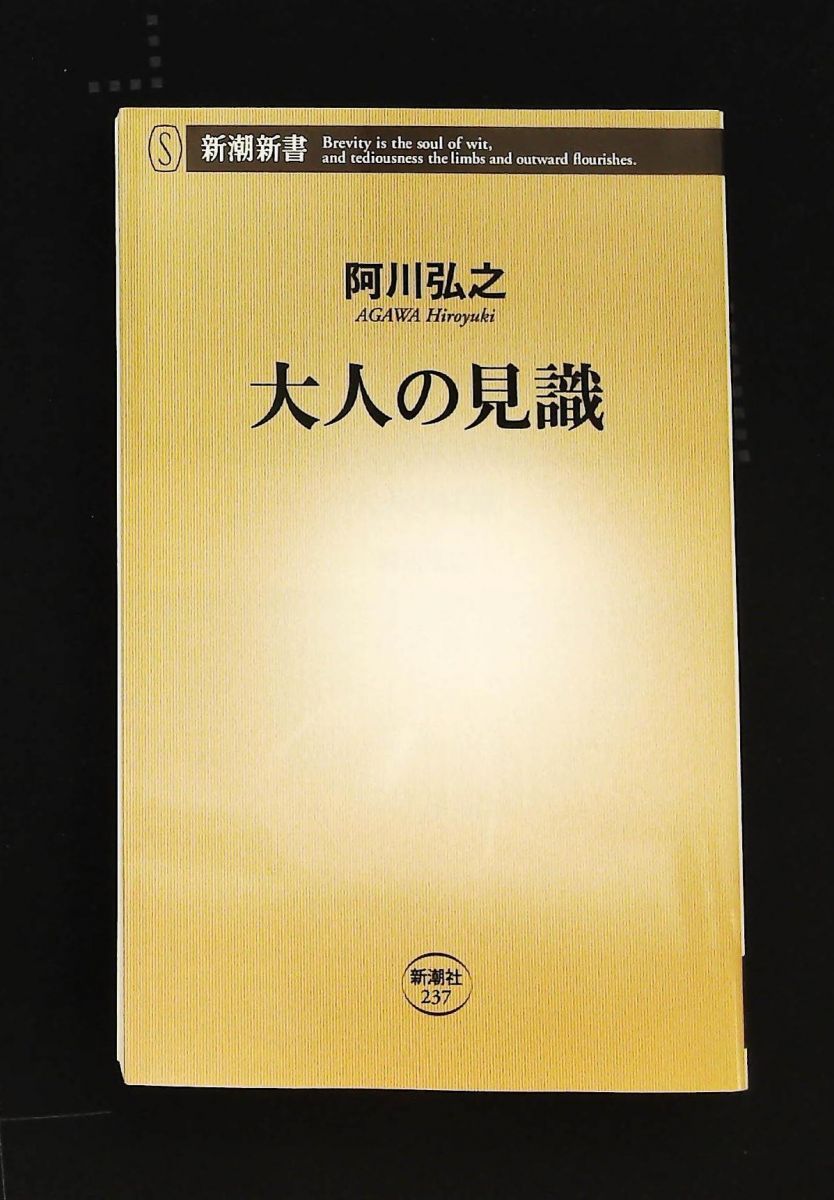 S
新潮新書
Brevity is the soul of wit,
and tediousness the limbs and outward flourishes.
阿川弘之
AGAWA Hiroyuki
大人の見識
新潮社
237